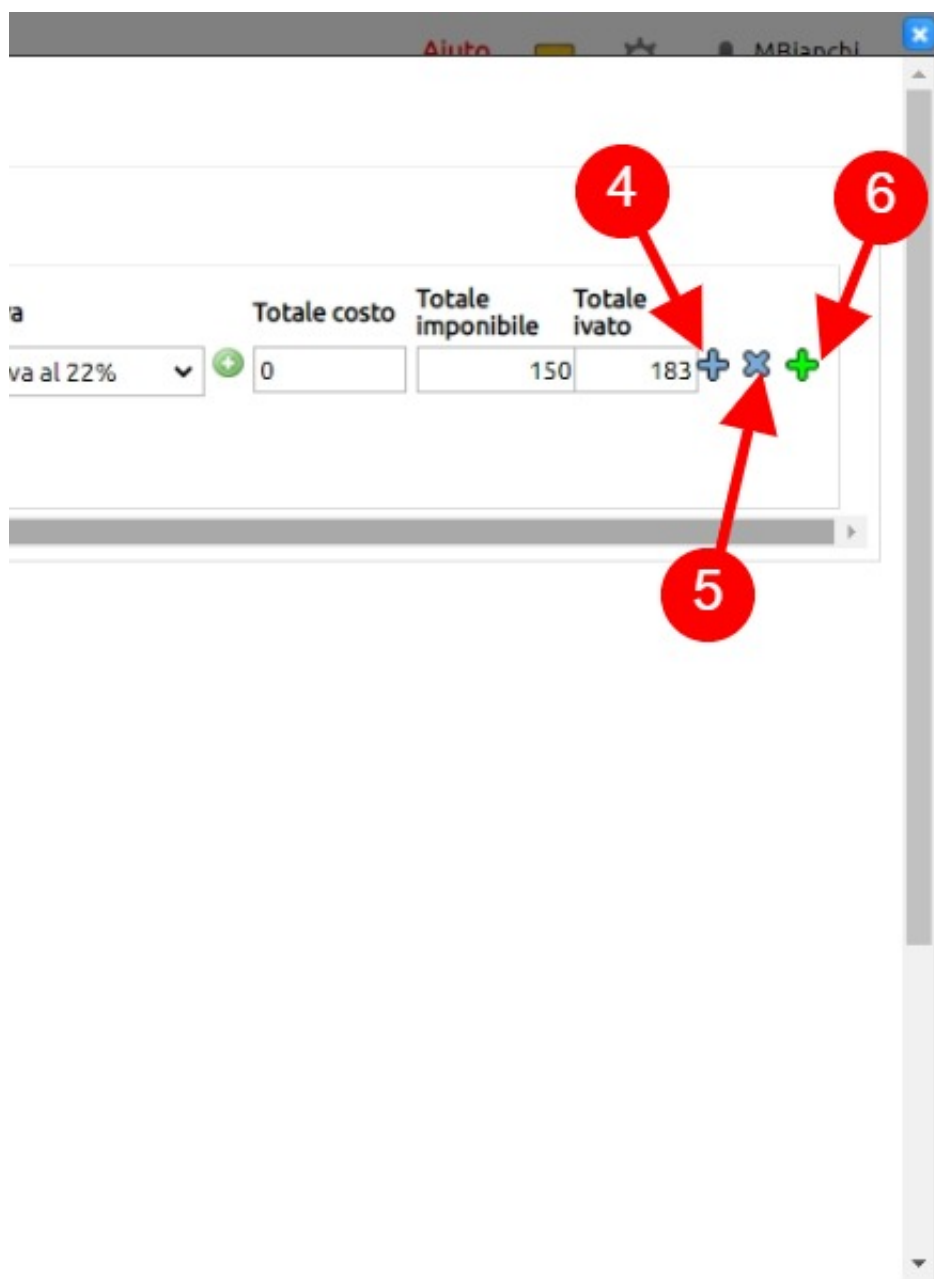 Aiuto MBianchi
4 6
a Totale costo Totale imponibile Totale ivato
va al 22% 0 150 183
5